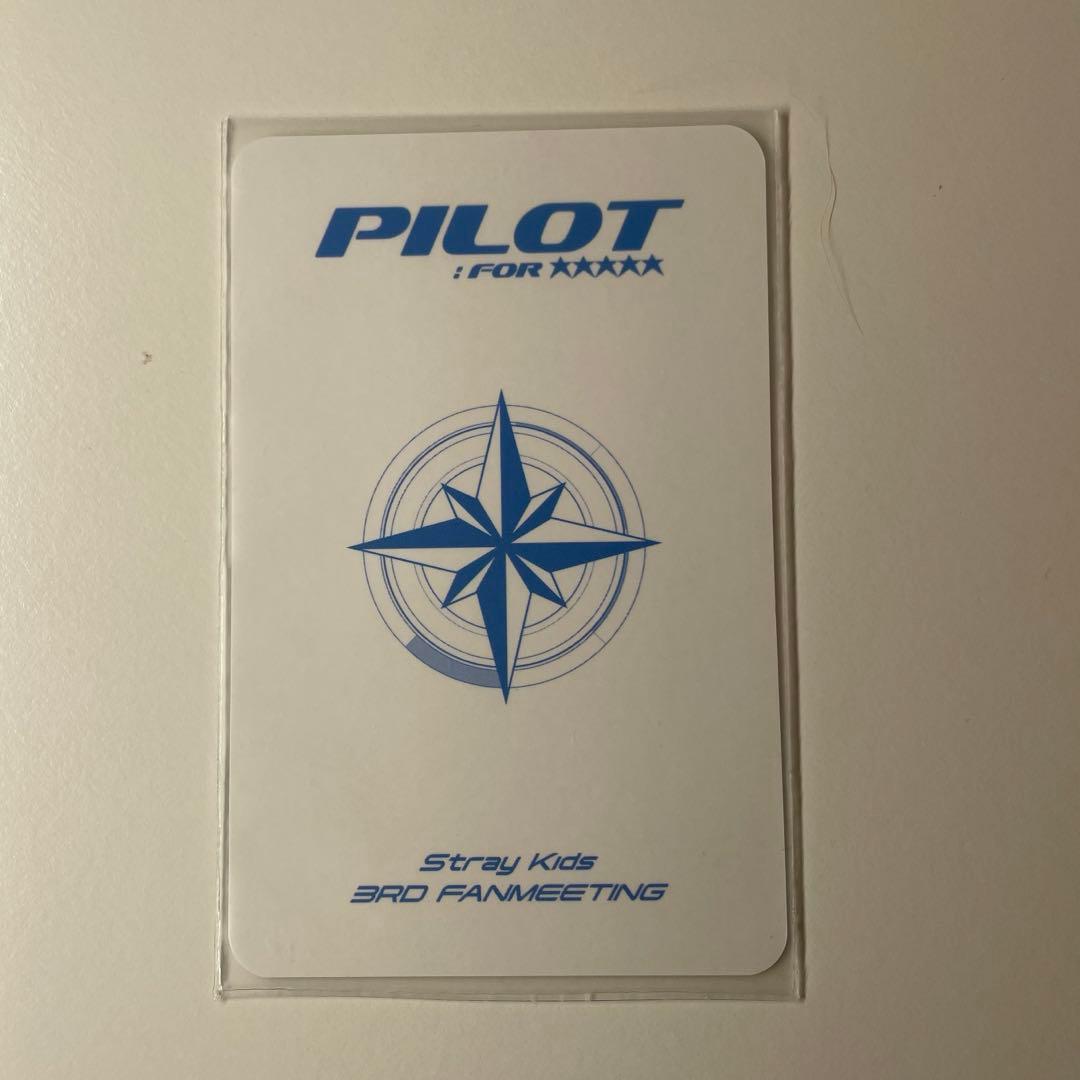 PILOT
: FOR ★★★★★
Stray Kids
3RD FANMEETING